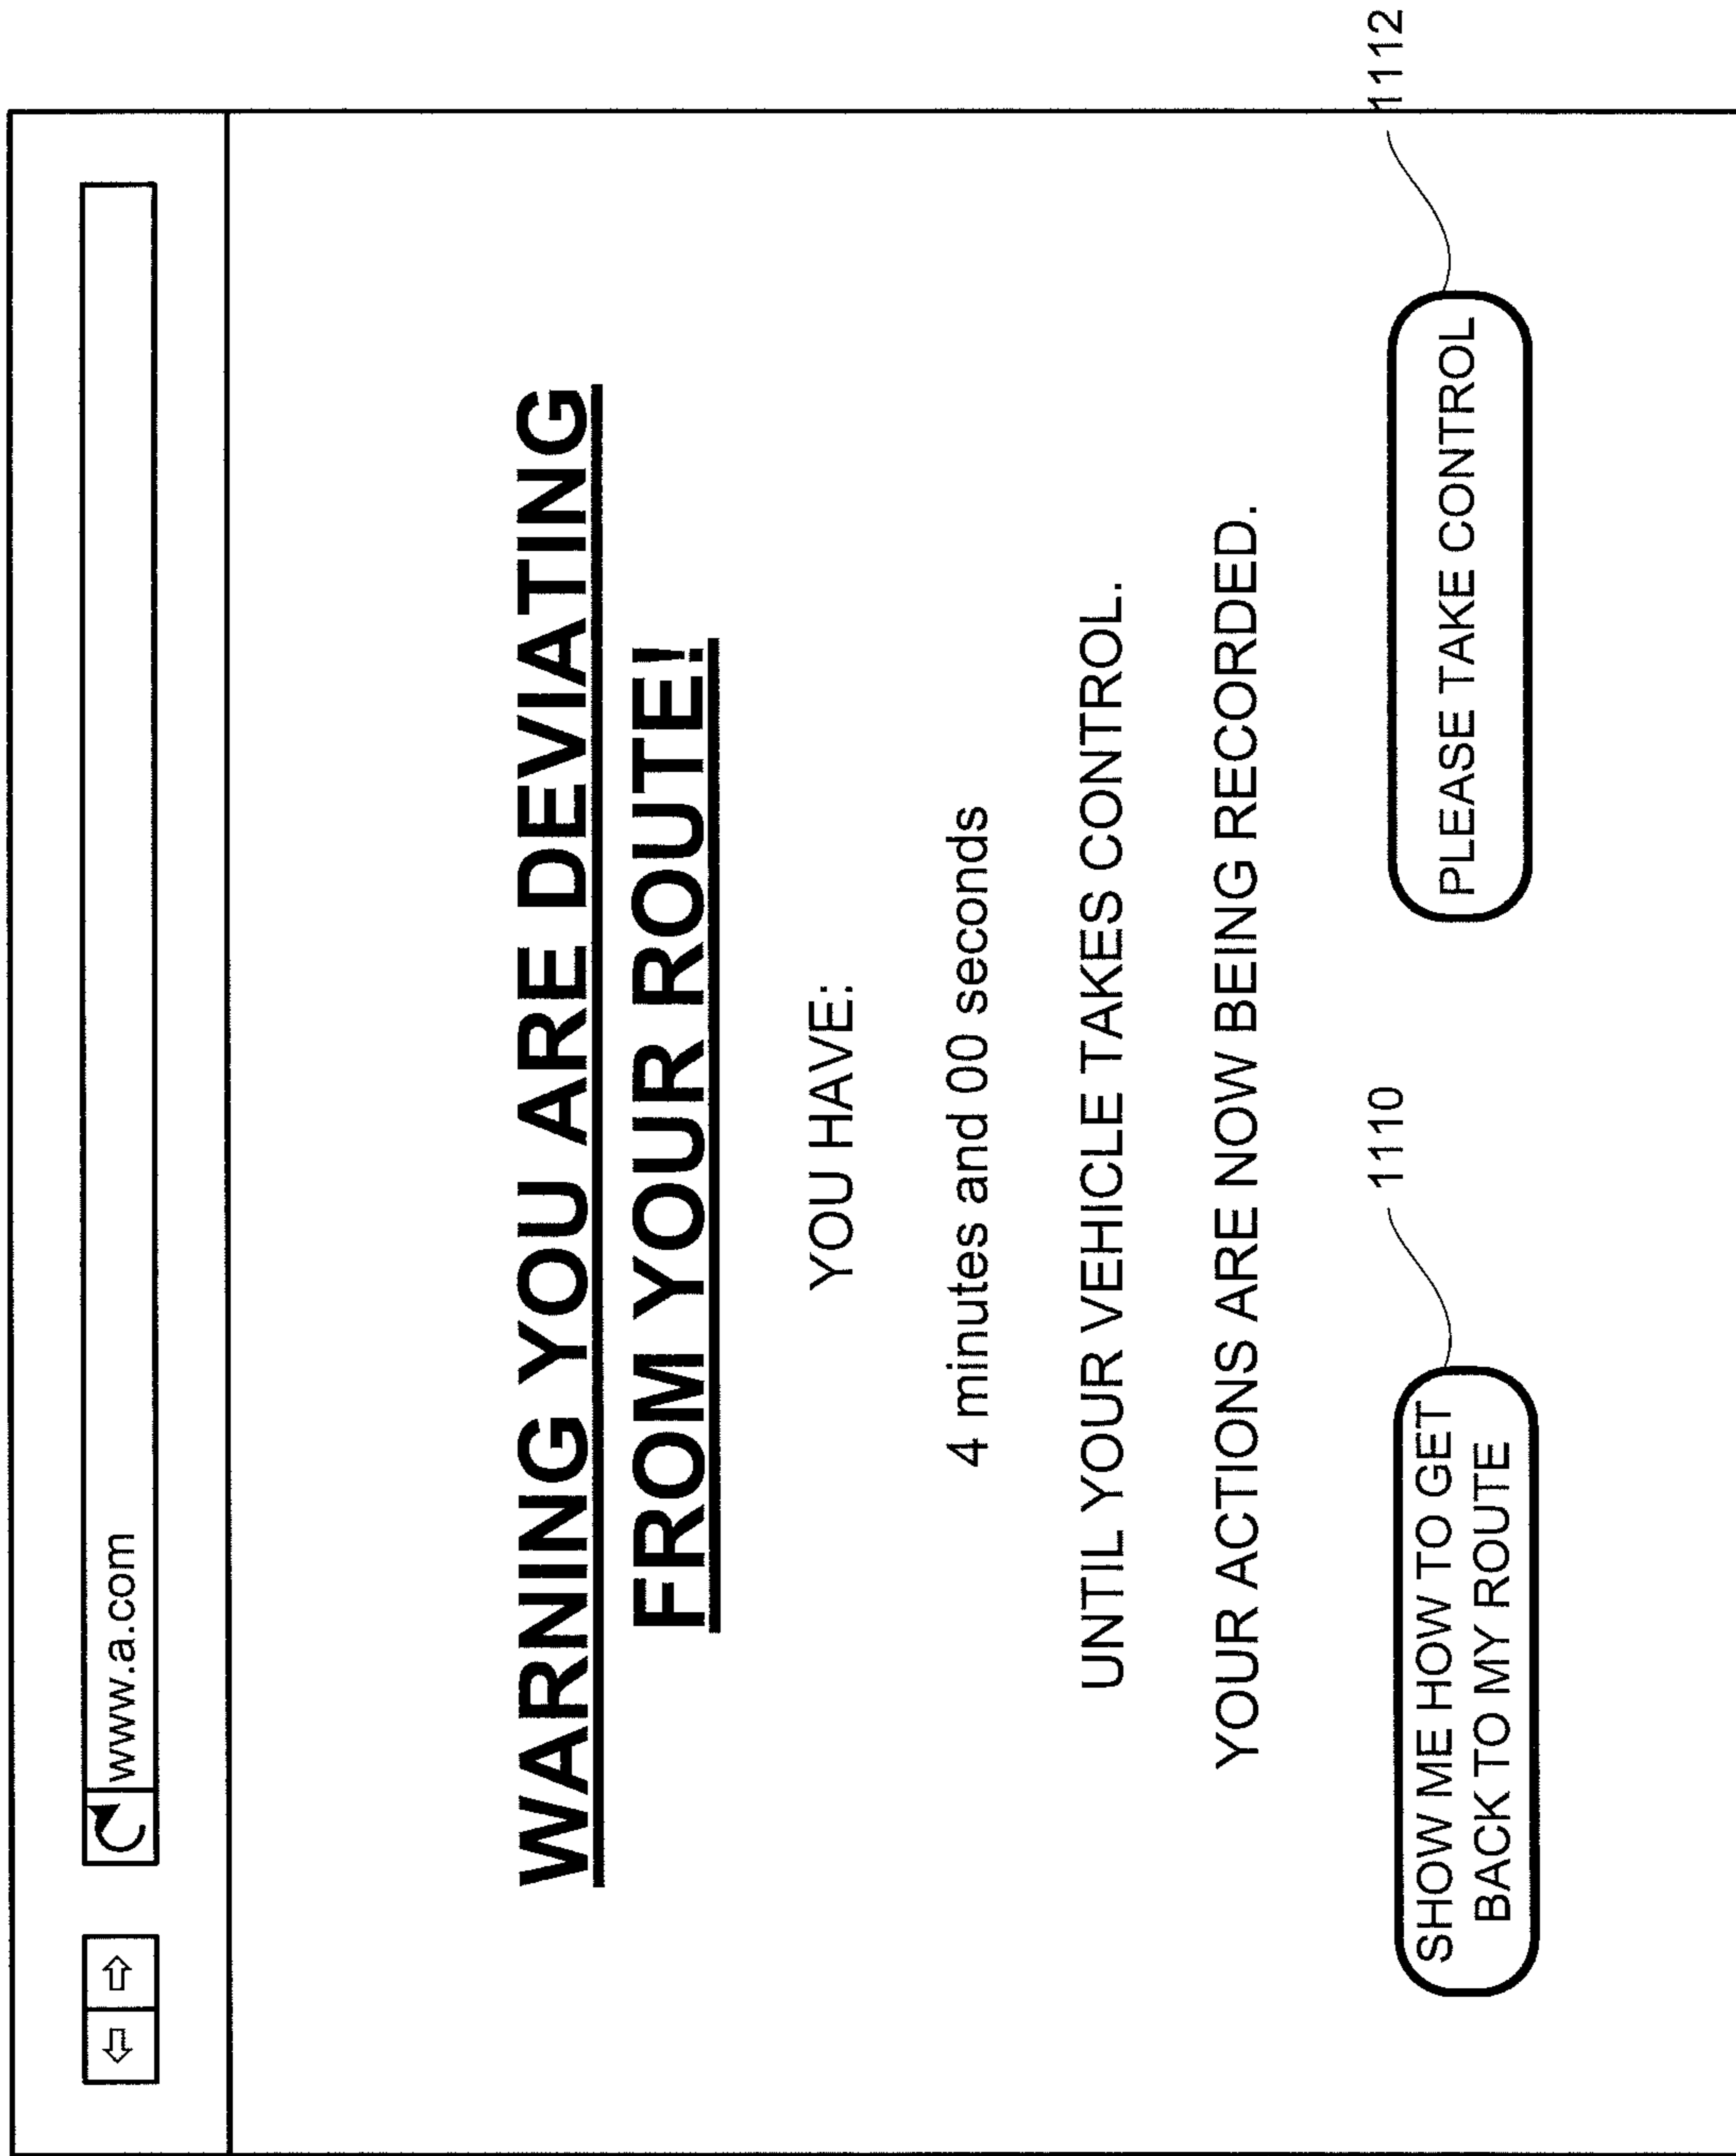 www.a.com
WARNING YOU ARE DEVIATING
FROM YOUR ROUTE!
YOU HAVE:
4 minutes and 00 seconds
UNTIL YOUR VEHICLE TAKES CONTROL.
YOUR ACTIONS ARE NOW BEING RECORDED.
1110
1112
SHOW ME HOW TO GET
BACK TO MY ROUTE
PLEASE TAKE CONTROL